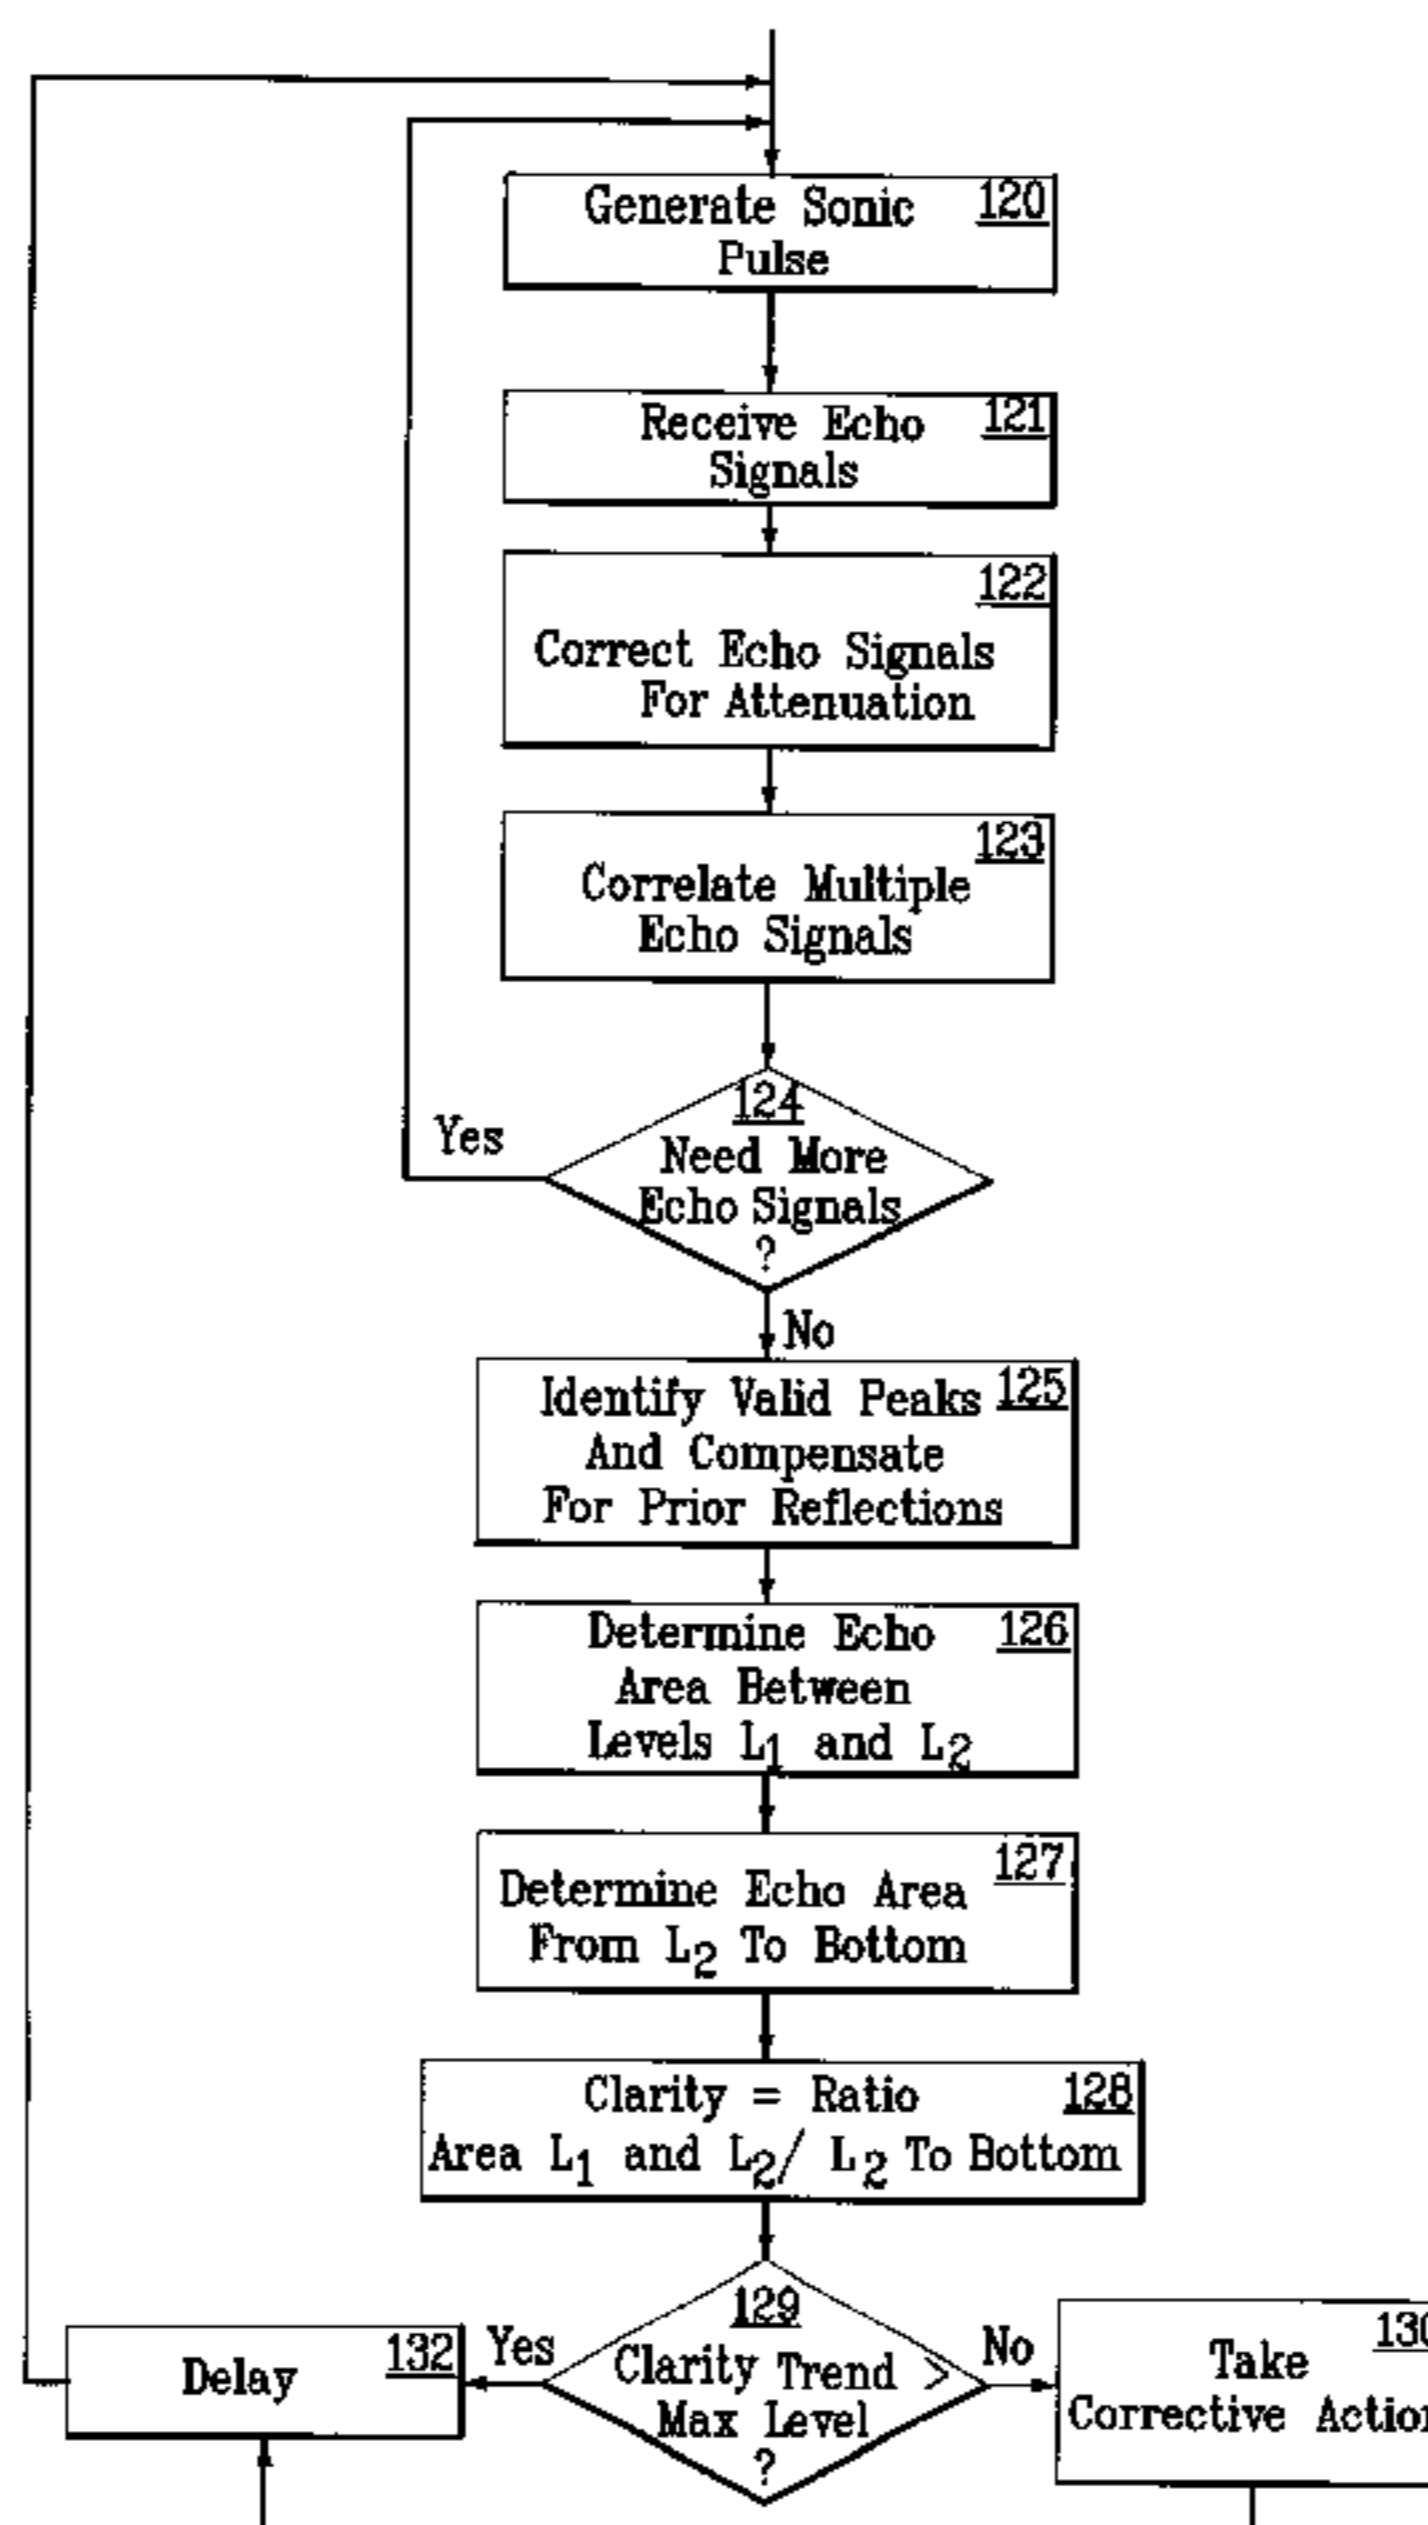 Generate Sonic 120
Pulse
Receive Echo 121
Signals
122
Correct Echo Signals
For Attenuation
123
Correlate Multiple
Echo Signals
124
Need More
Echo Signals
?
Yes
No
Identify Valid Peaks 125
And Compensate
For Prior Reflections
Determine Echo 126
Area Between
Levels L1 and L2
127
Determine Echo Area
From L2 To Bottom
Clarity = Ratio 128
Area L1 and L2/ L2 To Bottom
129
Clarity Trend >
Max Level
?
Yes
No
Delay 132
130
Take
Corrective Action